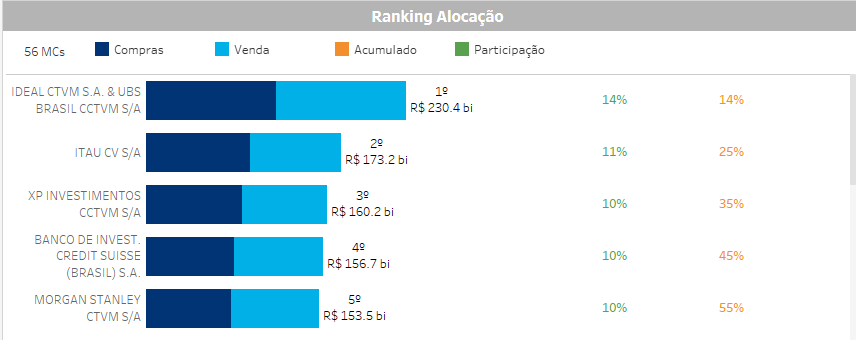 Ranking Alocação
56 MCs
Compras
Venda
Acumulado
Participação
IDEAL CTVM S.A. & UBS
BRASIL CCTVM S/A
1º
R$ 230.4 bi
14%
14%
ITAU CV S/A
2º
R$ 173.2 bi
11%
25%
XP INVESTIMENTOS
CCTVM S/A
3º
R$ 160.2 bi
10%
35%
BANCO DE INVEST.
CREDIT SUISSE
(BRASIL) S.A.
4º
R$ 156.7 bi
10%
45%
MORGAN STANLEY
CTVM S/A
5º
R$ 153.5 bi
10%
55%